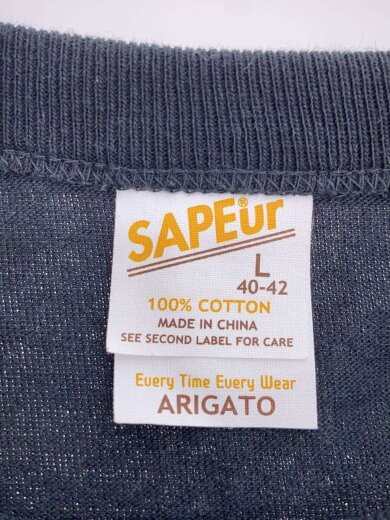 SAPEur®
L
40-42
100% COTTON
MADE IN CHINA
SEE SECOND LABEL FOR CARE
Every Time Every Wear
ARIGATO